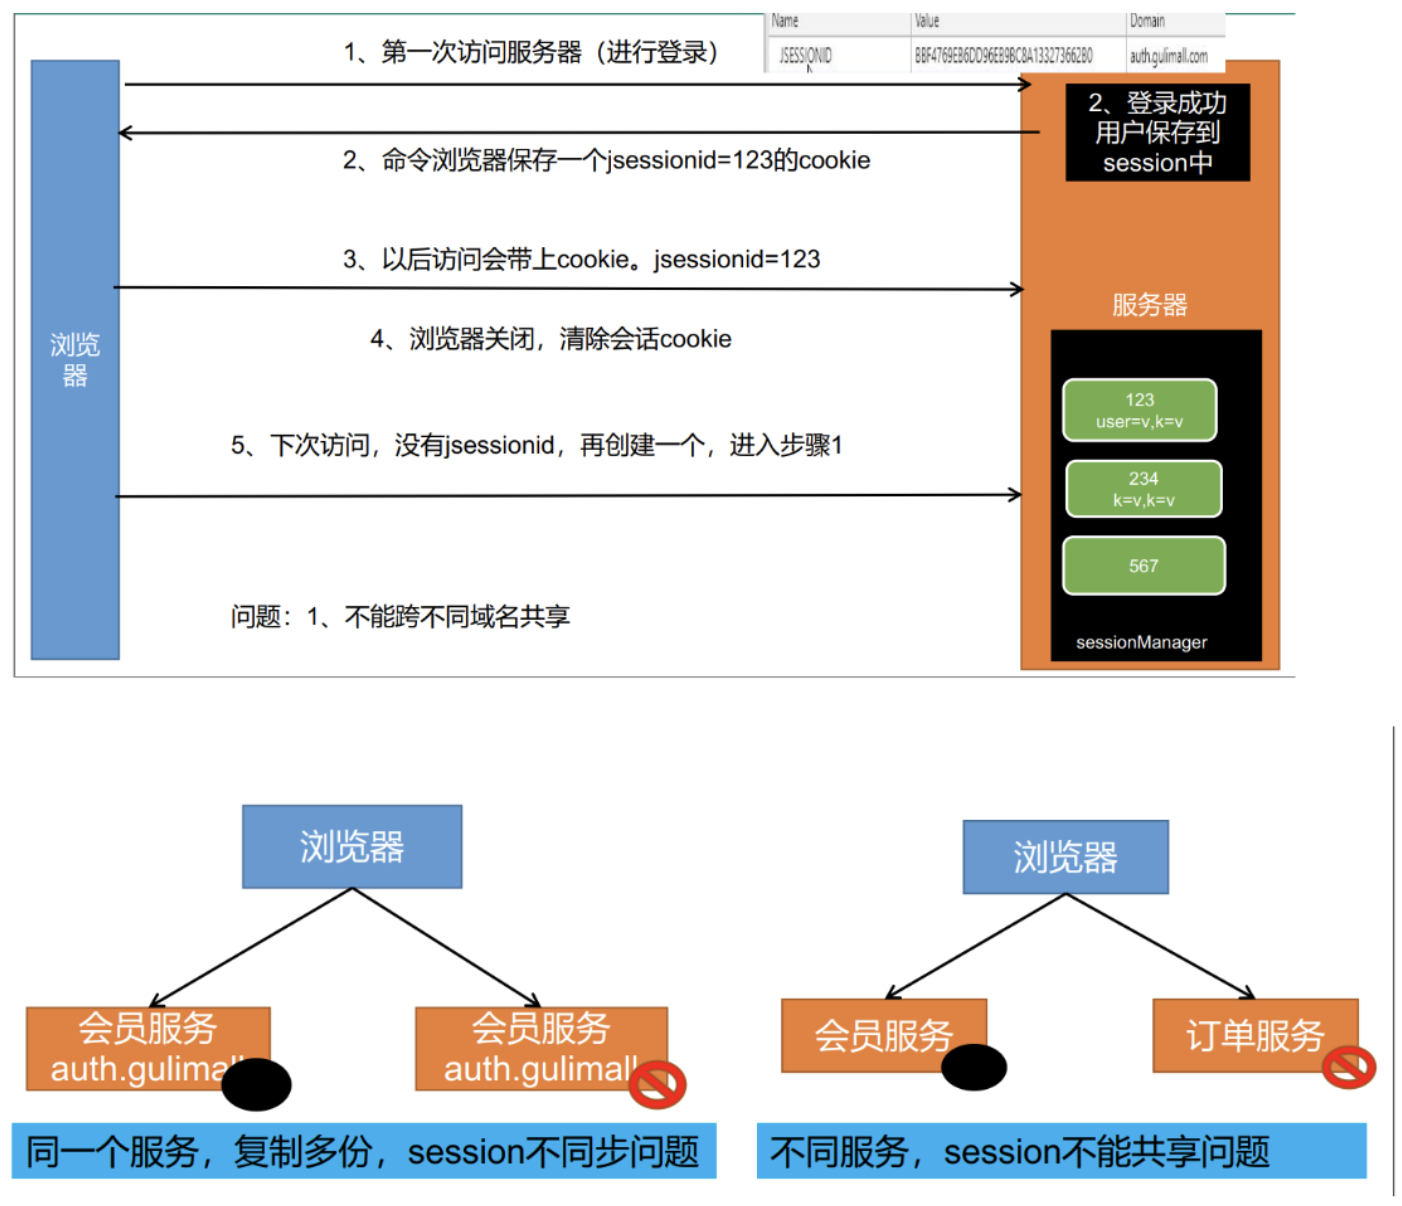 Name Value Domain
JSESSIONID BBF4769EB6DD96EB9BC8A133273662B0 auth.gulimall.com
1、第一次访问服务器（进行登录）
2、登录成功
用户保存到
session中
2、命令浏览器保存一个jsessionid=123的cookie
3、以后访问会带上cookie。jsessionid=123
服务器
4、浏览器关闭，清除会话cookie
浏览
器
123
user=v,k=v
5、下次访问，没有jsessionid，再创建一个，进入步骤1
234
k=v,k=v
567
问题：1、不能跨不同域名共享
sessionManager
浏览器
会员服务
auth.gulimall
会员服务
auth.gulimall
同一个服务，复制多份，session不同步问题
浏览器
会员服务
订单服务
不同服务，session不能共享问题